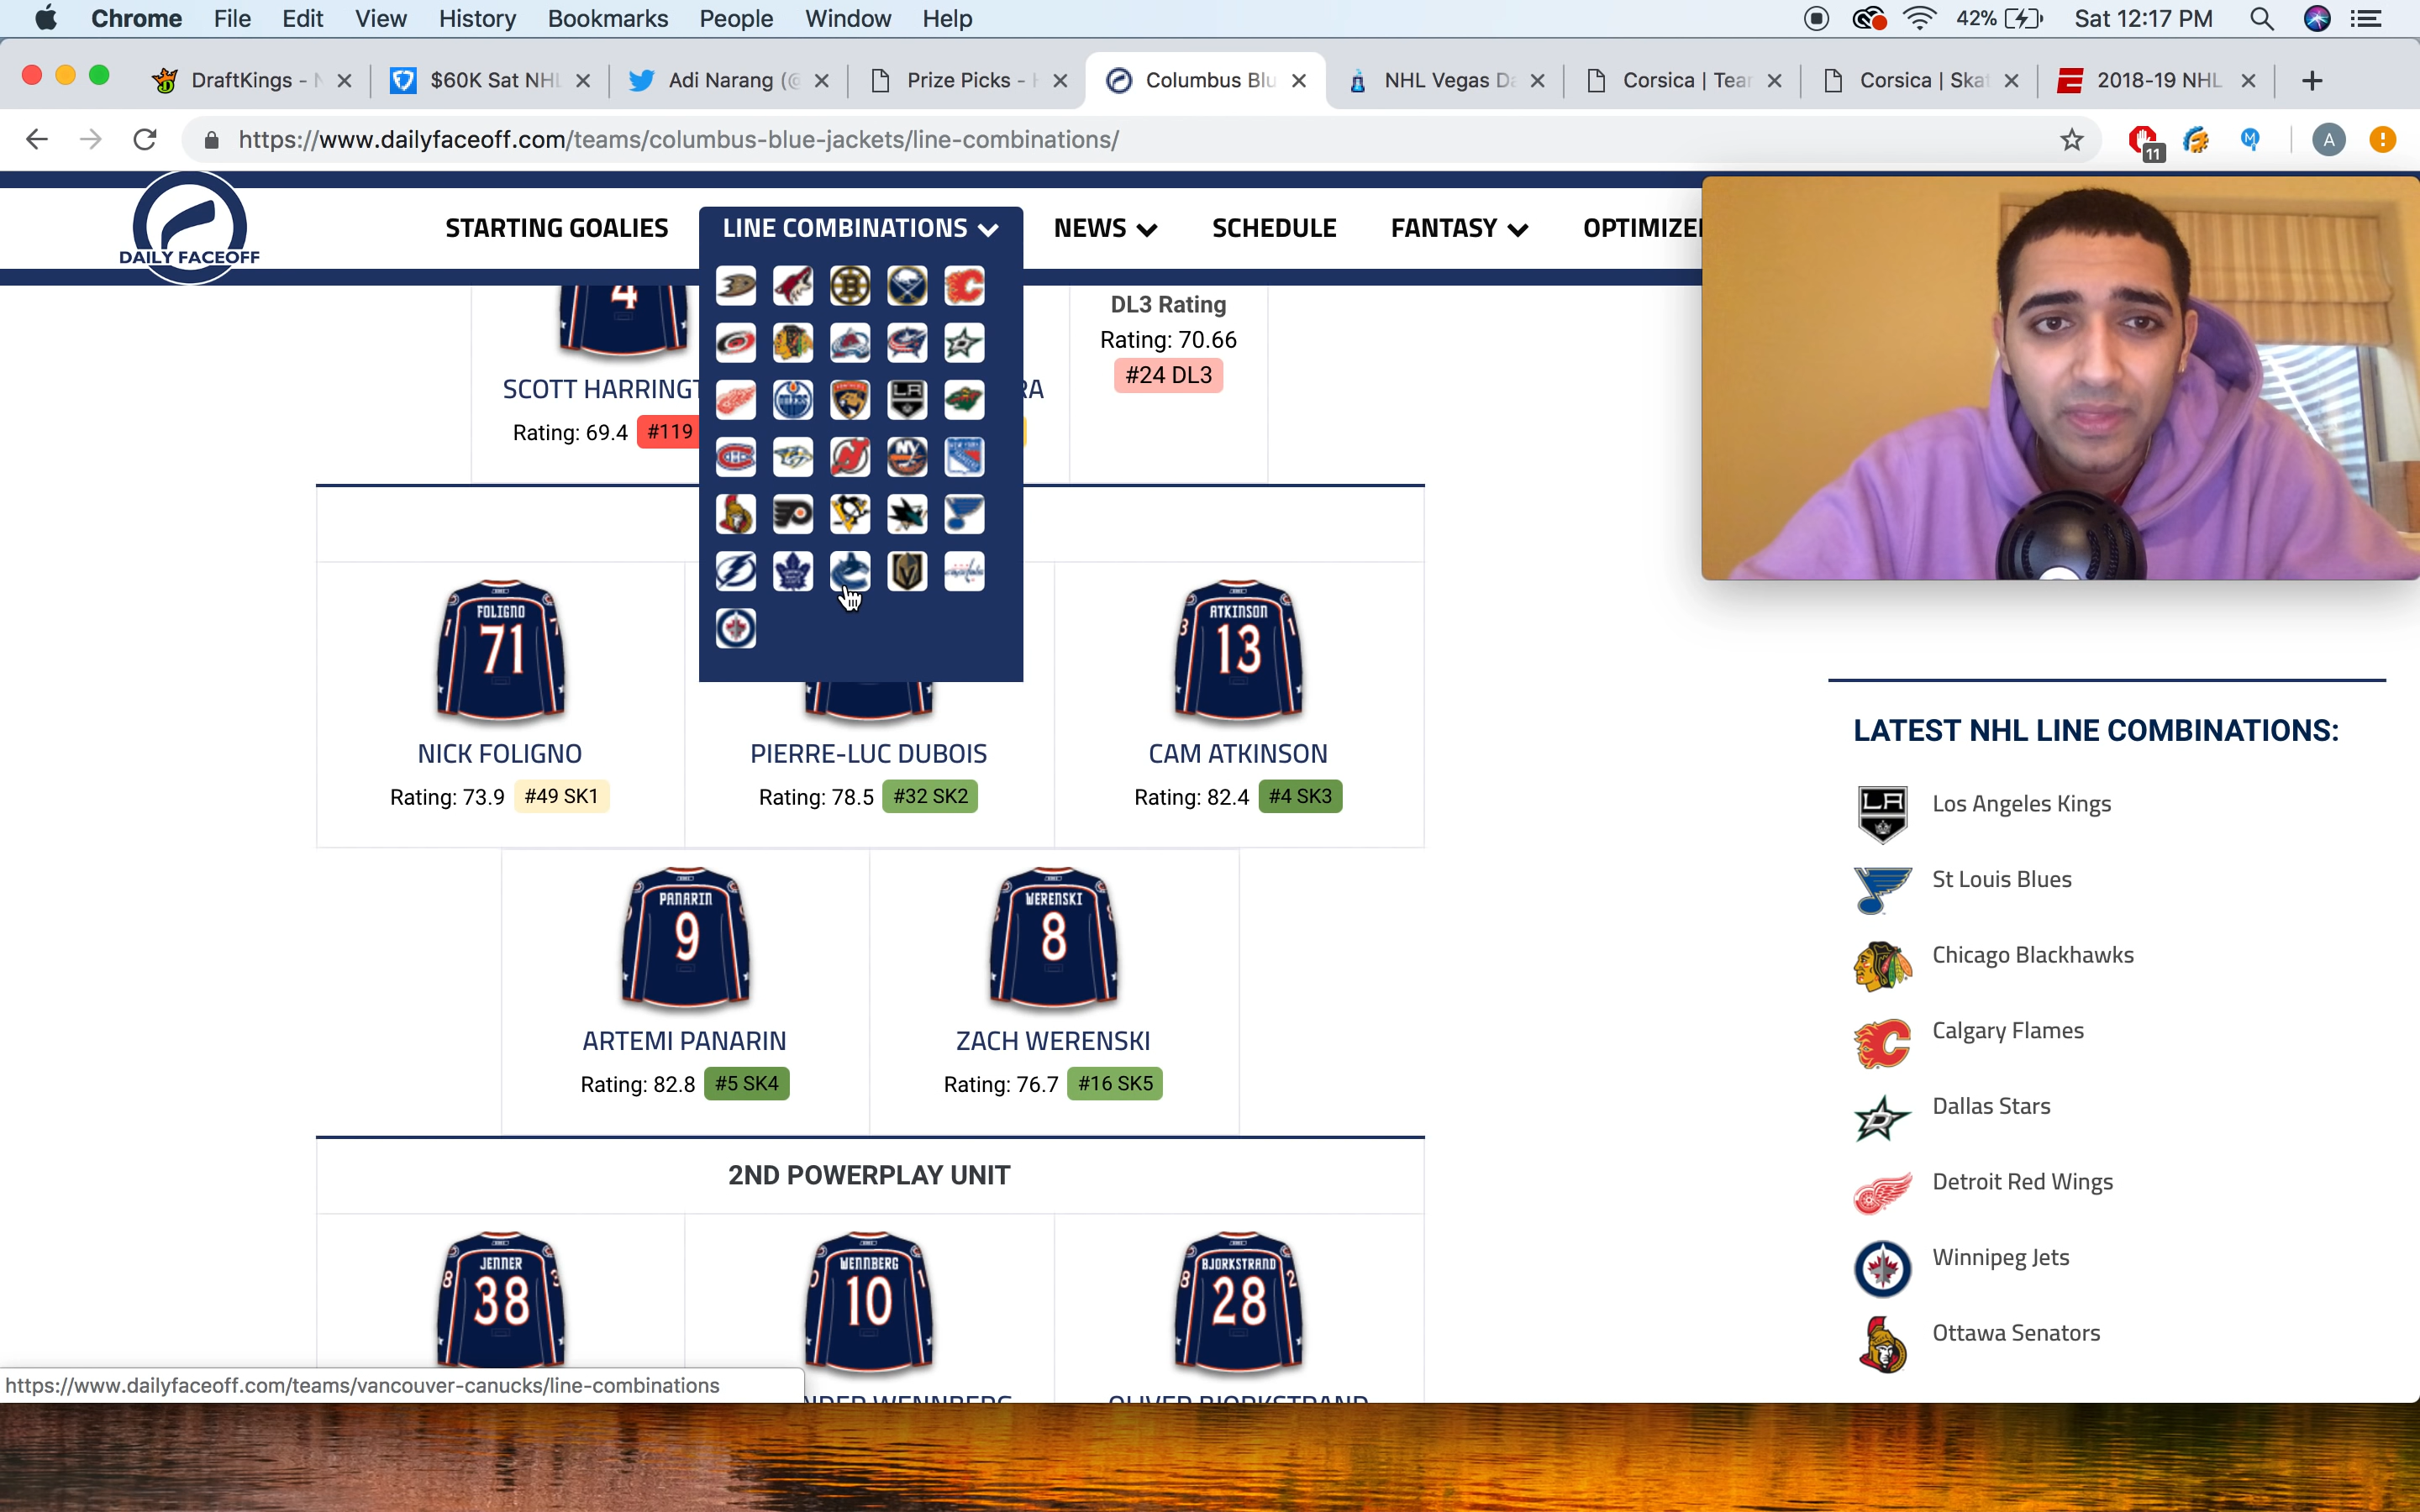 Chrome File Edit View History Bookmarks People Window Help 42% Sat 12:17 PM
DraftKings - N $60K Sat NHL Adi Narang (@ Prize Picks - H Columbus Blu NHL Vegas Da Corsica | Tear Corsica | Skat 2018-19 NHL
https://www.dailyfaceoff.com/teams/columbus-blue-jackets/line-combinations/ 11 M A
DAILY FACEOFF
STARTING GOALIES LINE COMBINATIONS NEWS SCHEDULE FANTASY OPTIMIZER
4
DL3 Rating
Rating: 70.66
#24 DL3
SCOTT HARRINGT RA
Rating: 69.4 #119
FOLIGNO
71
ATKINSON
13
NICK FOLIGNO PIERRE-LUC DUBOIS CAM ATKINSON
Rating: 73.9 #49 SK1 Rating: 78.5 #32 SK2 Rating: 82.4 #4 SK3
PANARIN
9
WERENSKI
8
ARTEMI PANARIN ZACH WERENSKI
Rating: 82.8 #5 SK4 Rating: 76.7 #16 SK5
2ND POWERPLAY UNIT
JENNER
38
WENNBERG
10
BJORKSTRAND
28
NDER WENNBERG OLIVER BJORKSTRAND
LATEST NHL LINE COMBINATIONS:
Los Angeles Kings
St Louis Blues
Chicago Blackhawks
Calgary Flames
Dallas Stars
Detroit Red Wings
Winnipeg Jets
Ottawa Senators
https://www.dailyfaceoff.com/teams/vancouver-canucks/line-combinations